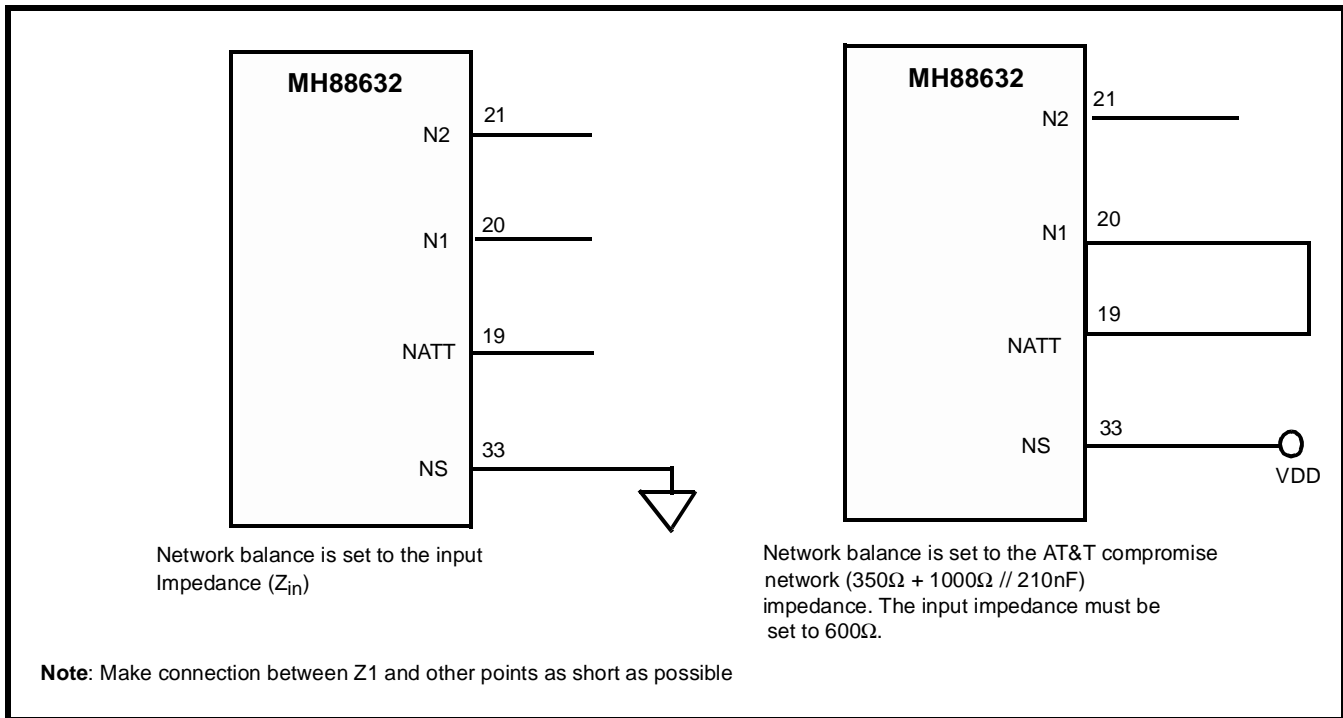 MH88632
N2
21
N1
20
NATT
19
NS
33
Network balance is set to the input
Impedance (Zin)
MH88632
N2
21
N1
20
NATT
19
NS
33
VDD
Network balance is set to the AT&T compromise
network (350Ω + 1000Ω // 210nF)
impedance. The input impedance must be
set to 600Ω.
Note: Make connection between Z1 and other points as short as possible